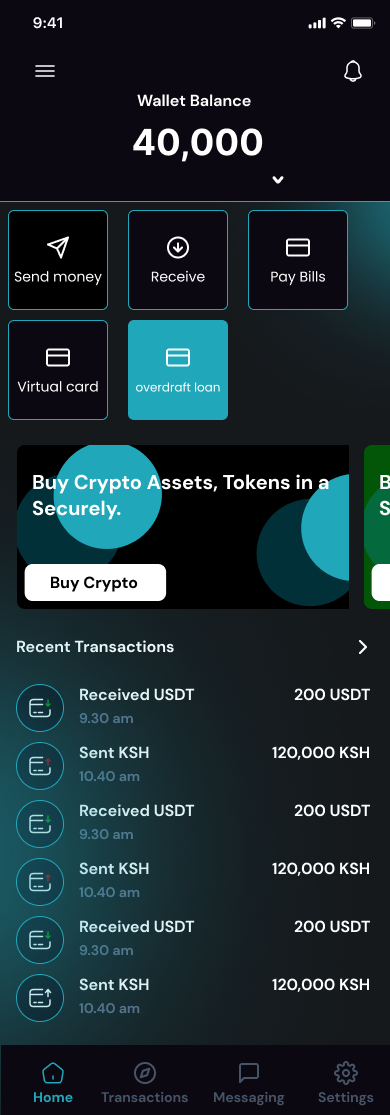 9:41
Wallet Balance
40,000
Send money
Receive
Pay Bills
Virtual card
overdraft loan
Buy Crypto Assets, Tokens in a
Securely.
Buy Crypto
B
S
Recent Transactions
Received USDT
200 USDT
9.30 am
Sent KSH
120,000 KSH
10.40 am
Received USDT
200 USDT
9.30 am
Sent KSH
120,000 KSH
10.40 am
Received USDT
200 USDT
9.30 am
Sent KSH
120,000 KSH
10.40 am
Home
Transactions
Messaging
Settings